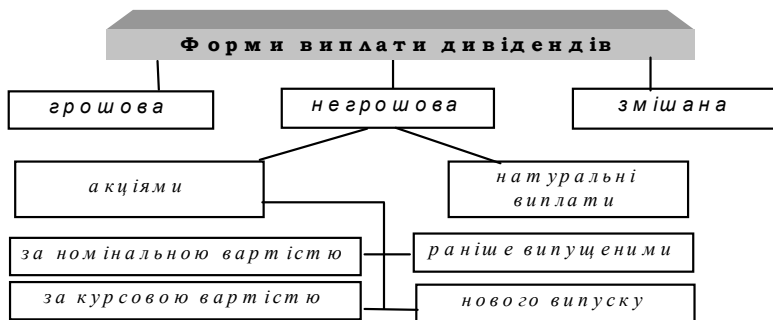 Форми виплати дивідендів
грошова
негрошова
змішана
акціями
натуральні
виплати
за номінальною вартістю
раніше випущеними
за курсовою вартістю
нового випуску